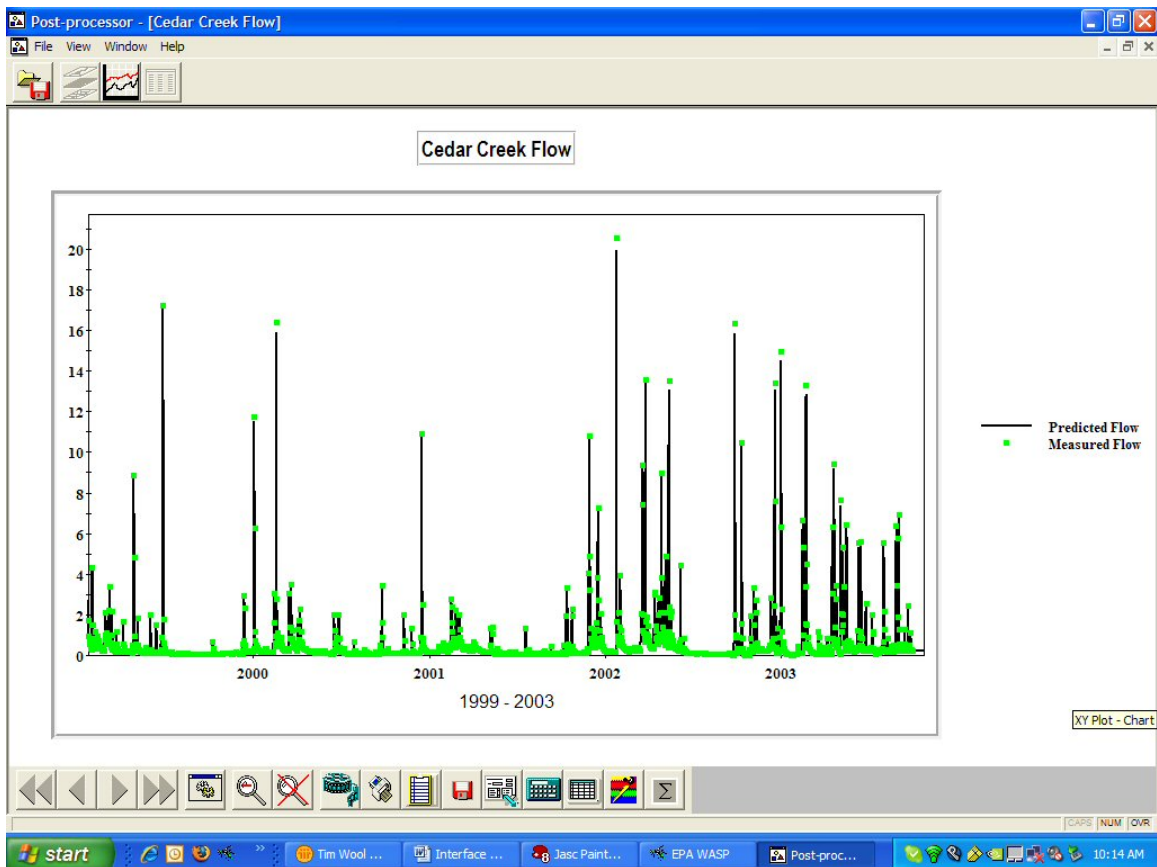 Post-processor - [Cedar Creek Flow]
File View Window Help
Cedar Creek Flow
20
18
16
14
12
10
8
6
4
2
0
2000 2001 2002 2003
1999 - 2003
Predicted Flow
Measured Flow
XY Plot - Chart
CAPS NUM OVR
start
Tim Wool ...
Interface ...
8 Jasc Paint...
EPA WASP
Post-proc...
10:14 AM